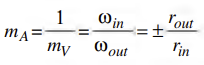 m_A = 1/m_V = ω_in/ω_out = ± r_out/r_in